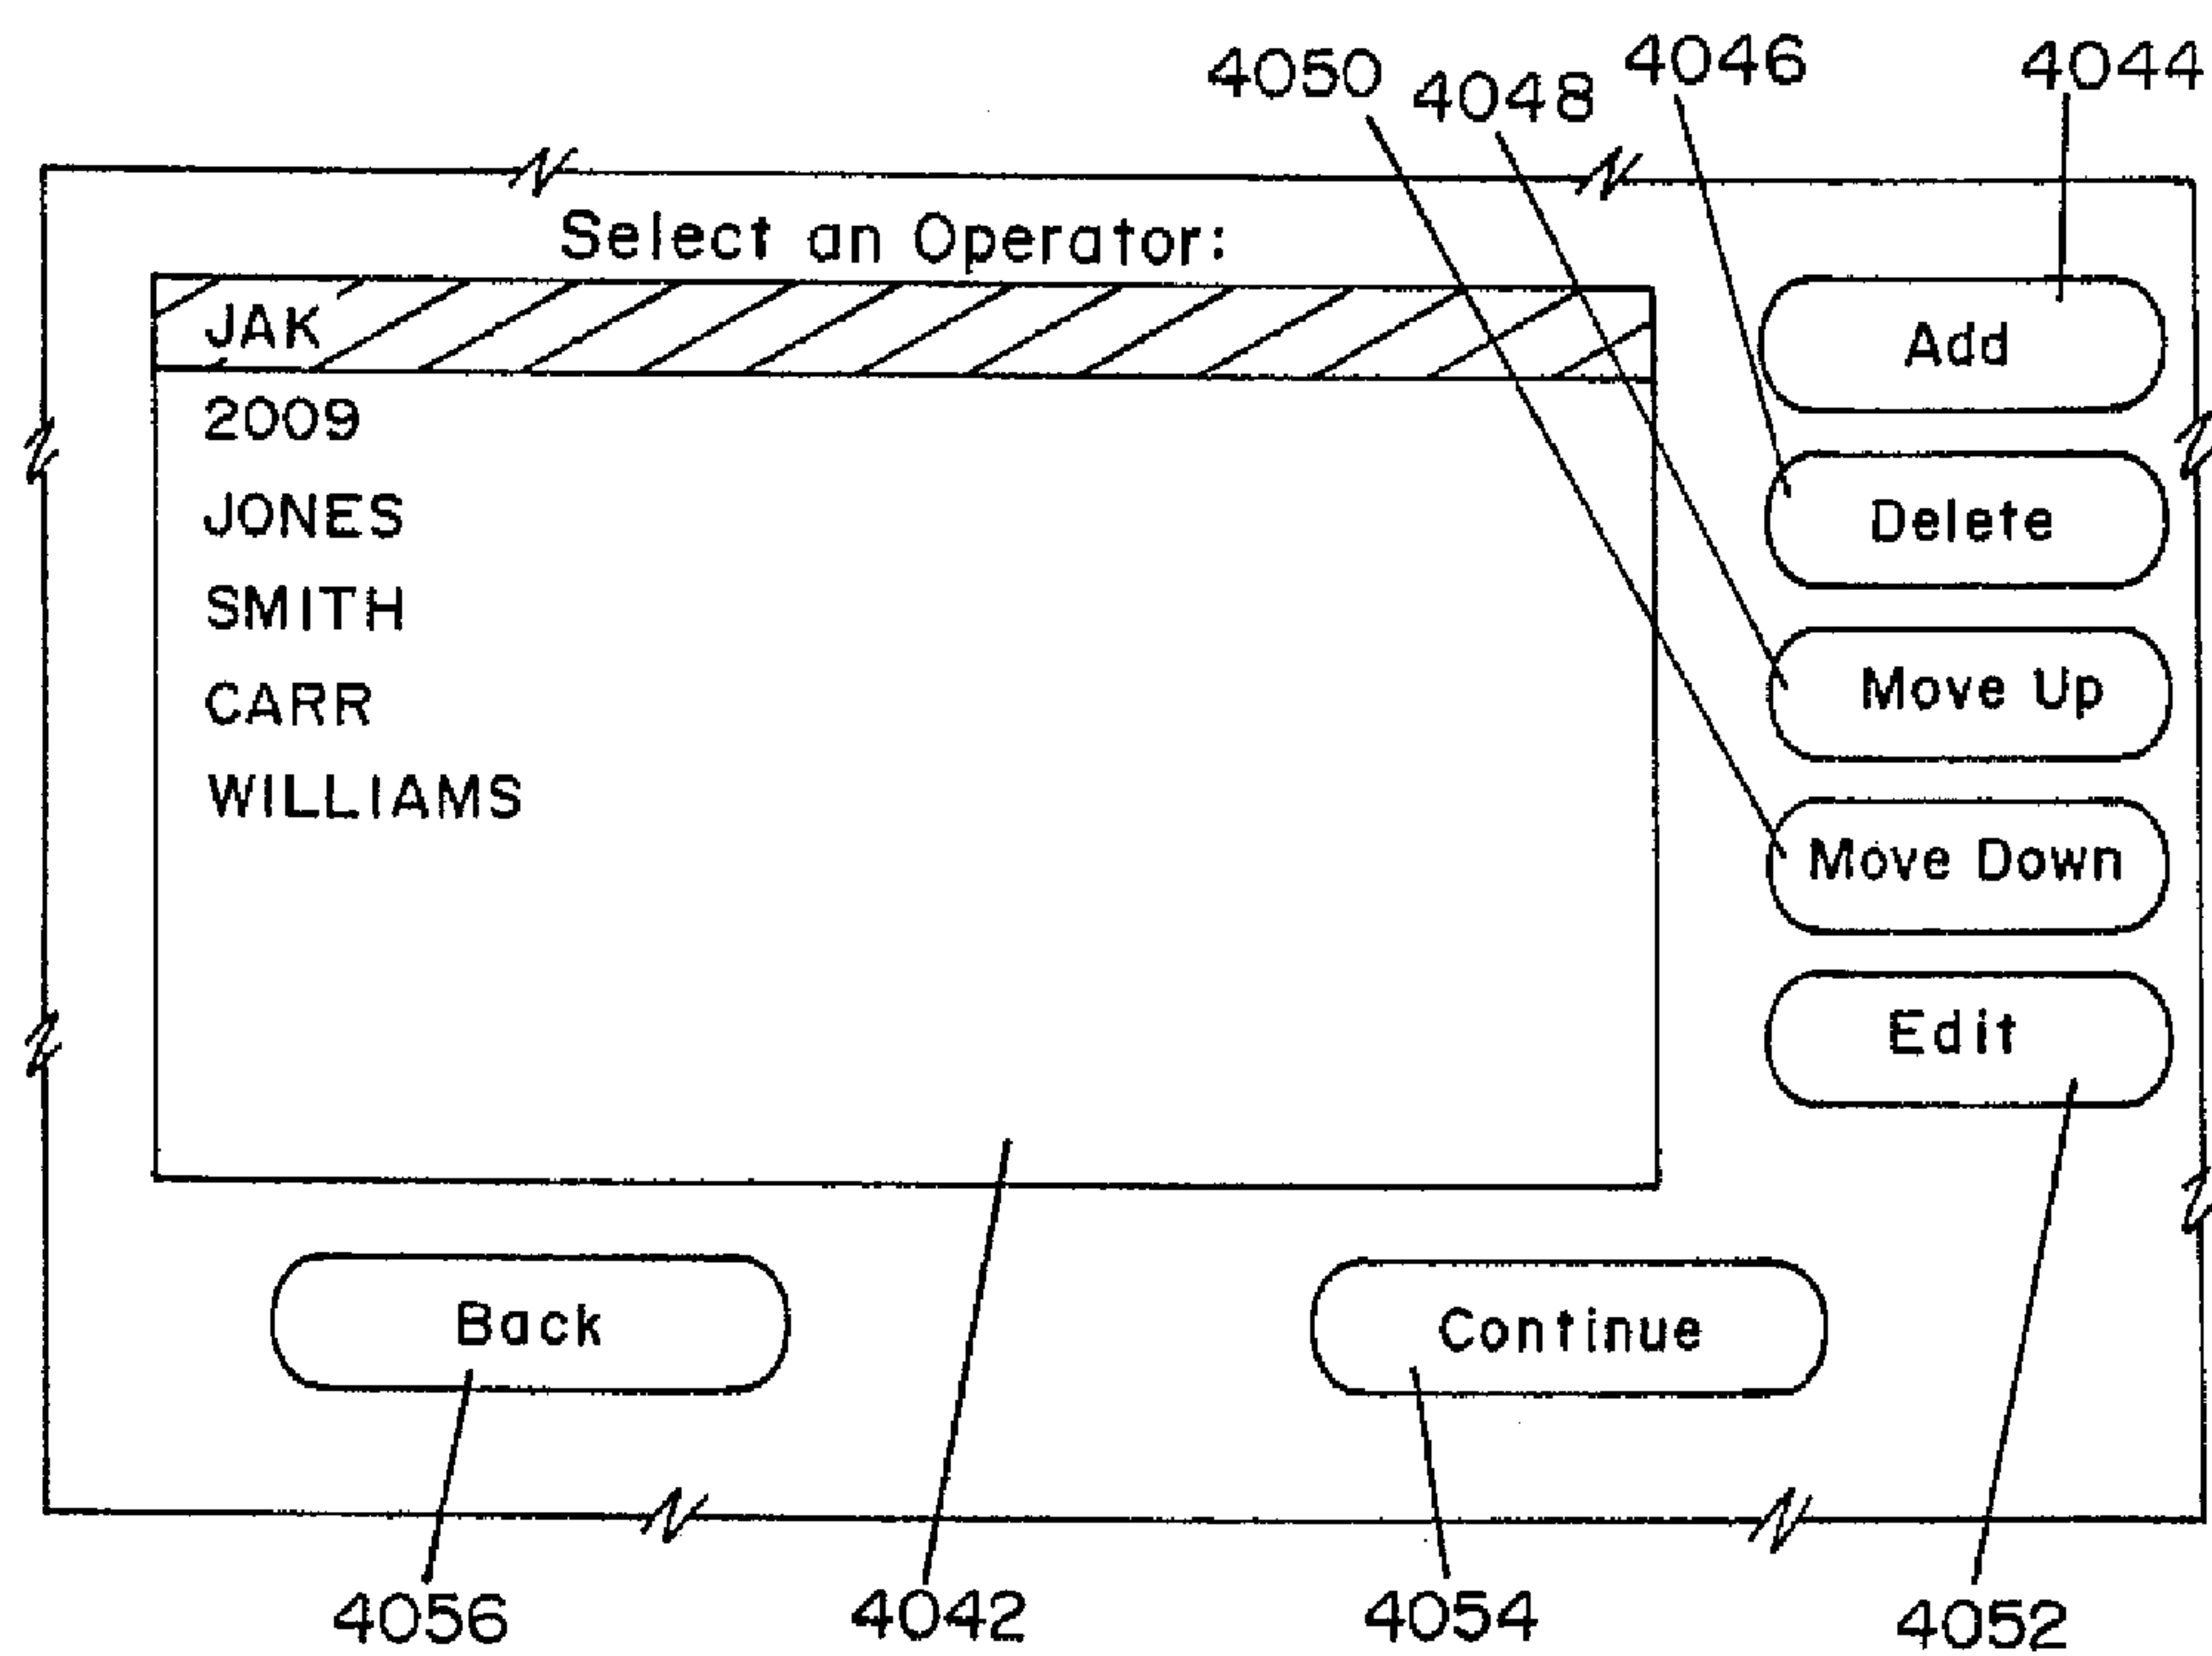 4050 4048 4046 4044
Select an Operator:
JAK
2009
JONES
SMITH
CARR
WILLIAMS
Add
Delete
Move Up
Move Down
Edit
Back
Continue
4056 4042 4054 4052